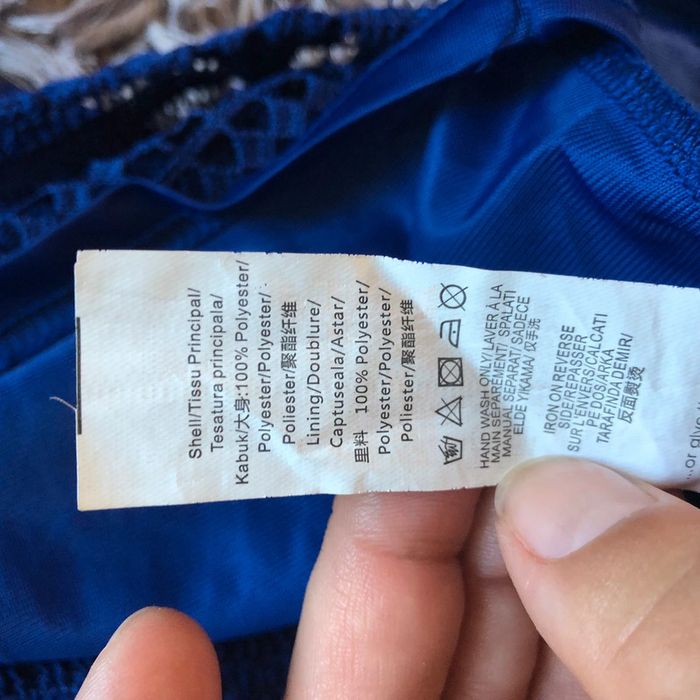 Shell/Tissu Principal/
Tesatura principala/
Kabuk/大身:100% Polyester/
Polyester/Polyester/
Poliester/聚酯纤维
Lining/Doublure/
Captuseala/Astar/
里料 100% Polyester/
Polyester/Polyester/
Poliester/聚酯纤维
HAND WASH ONLY/LAVER À LA
MAIN SEPAREMENT/ SPALATI
MANUAL SEPARAT/ SADECE
ELDE YIKAMA/ 仅手洗
IRON ON REVERSE
SIDE/REPASSER
SUR L'ENVERS/CALCATI
PE DOS/ARKA
TARAFINDA DEMIR/
反面熨烫
or glue